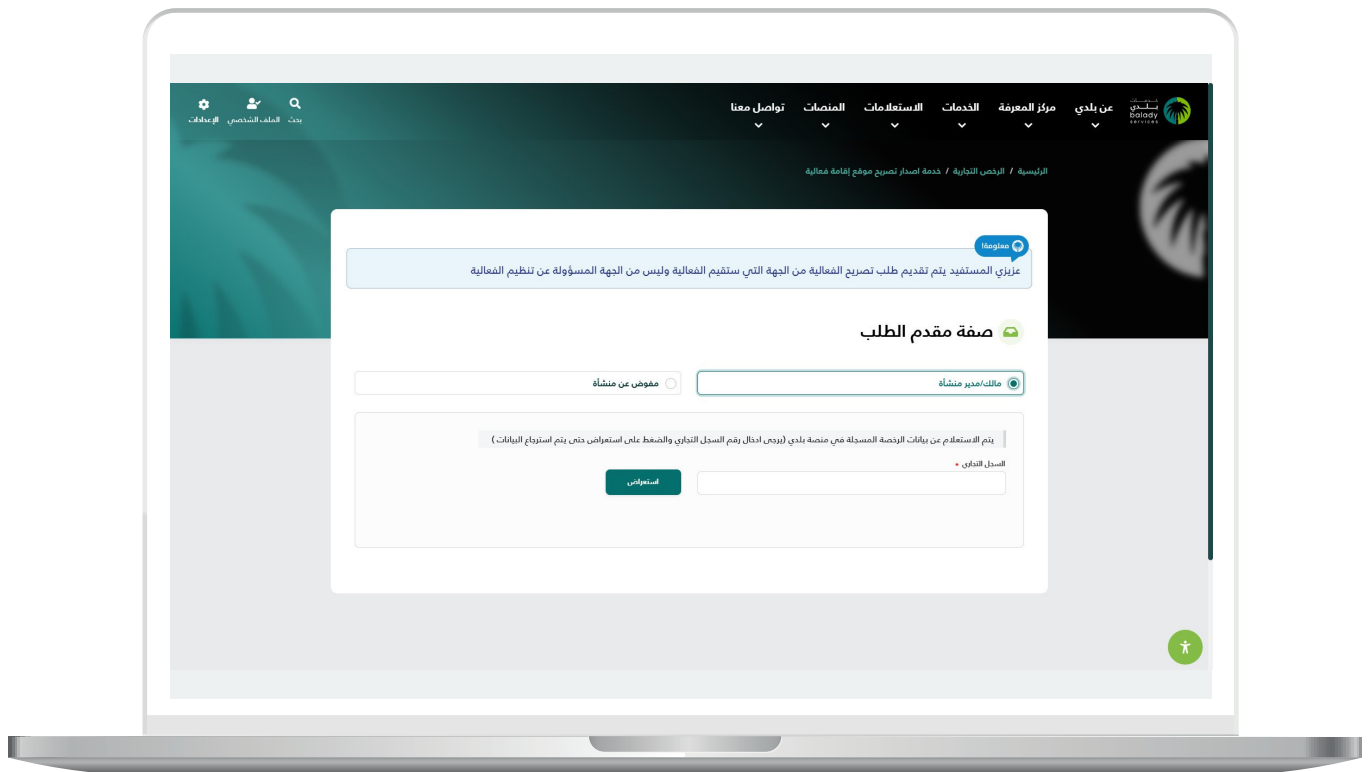 خدمات
بلدي
balady
services
عن بلدي
مركز المعرفة
الخدمات
الاستعلامات
المنصات
تواصل معنا
بحث
الملف الشخصي
الإعدادات
الرئيسية / الرخص التجارية / خدمة اصدار تصريح موقع إقامة فعالية
معلومة!
عزيزي المستفيد يتم تقديم طلب تصريح الفعالية من الجهة التي ستقيم الفعالية وليس من الجهة المسؤولة عن تنظيم الفعالية
صفة مقدم الطلب
مالك/مدير منشأة
مفوض عن منشأة
يتم الاستعلام عن بيانات الرخصة المسجلة في منصة بلدي (يرجى ادخال رقم السجل التجاري والضغط على استعراض حتى يتم استرجاع البيانات )
السجل التجاري *
استعراض